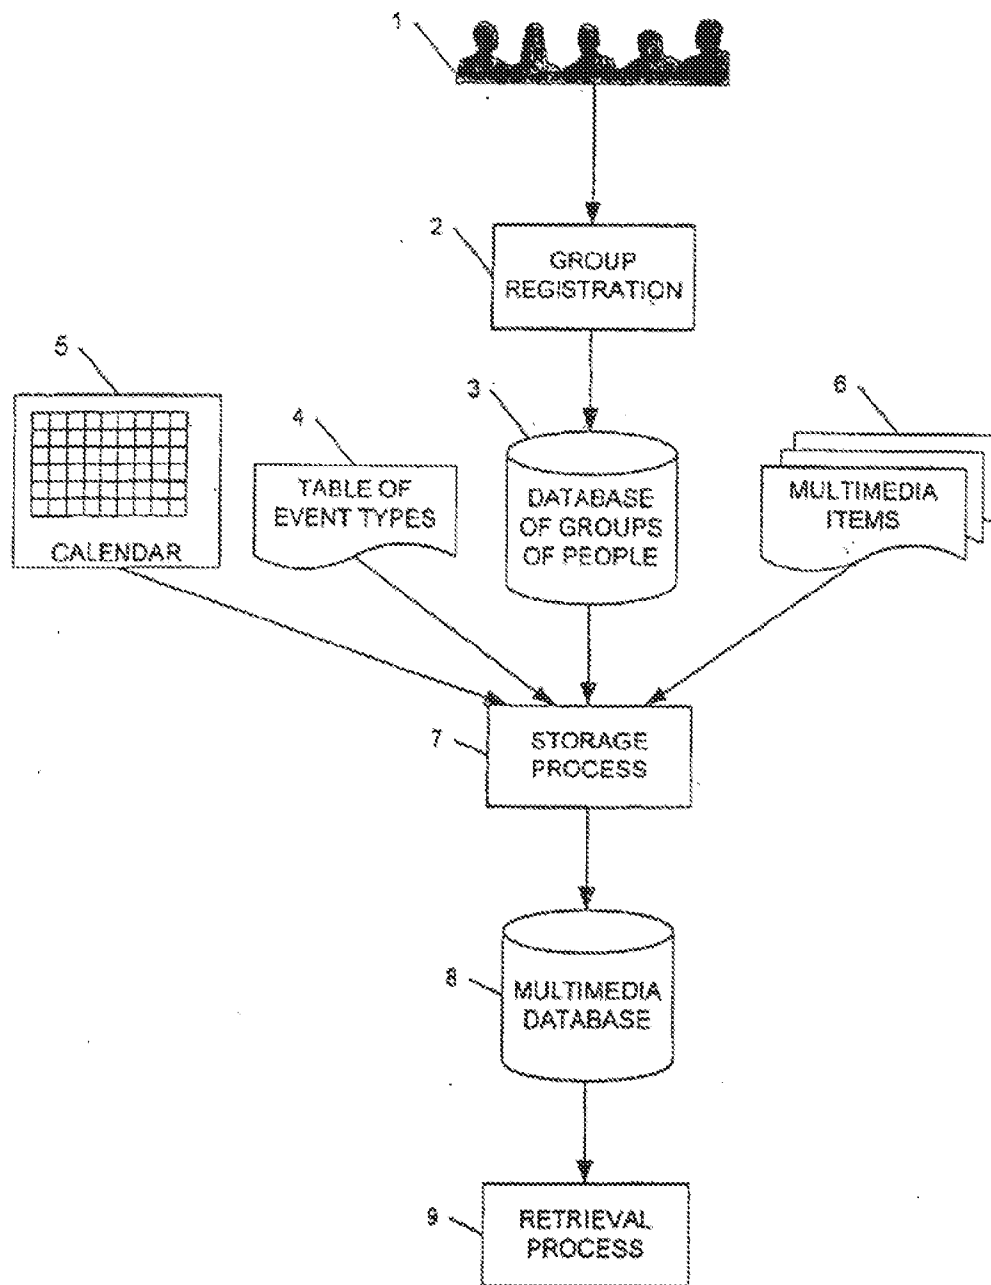 1
2
GROUP
REGISTRATION
5
CALENDAR
4
TABLE OF
EVENT TYPES
3
DATABASE
OF GROUPS
OF PEOPLE
6
MULTIMEDIA
ITEMS
7
STORAGE
PROCESS
8
MULTIMEDIA
DATABASE
9
RETRIEVAL
PROCESS